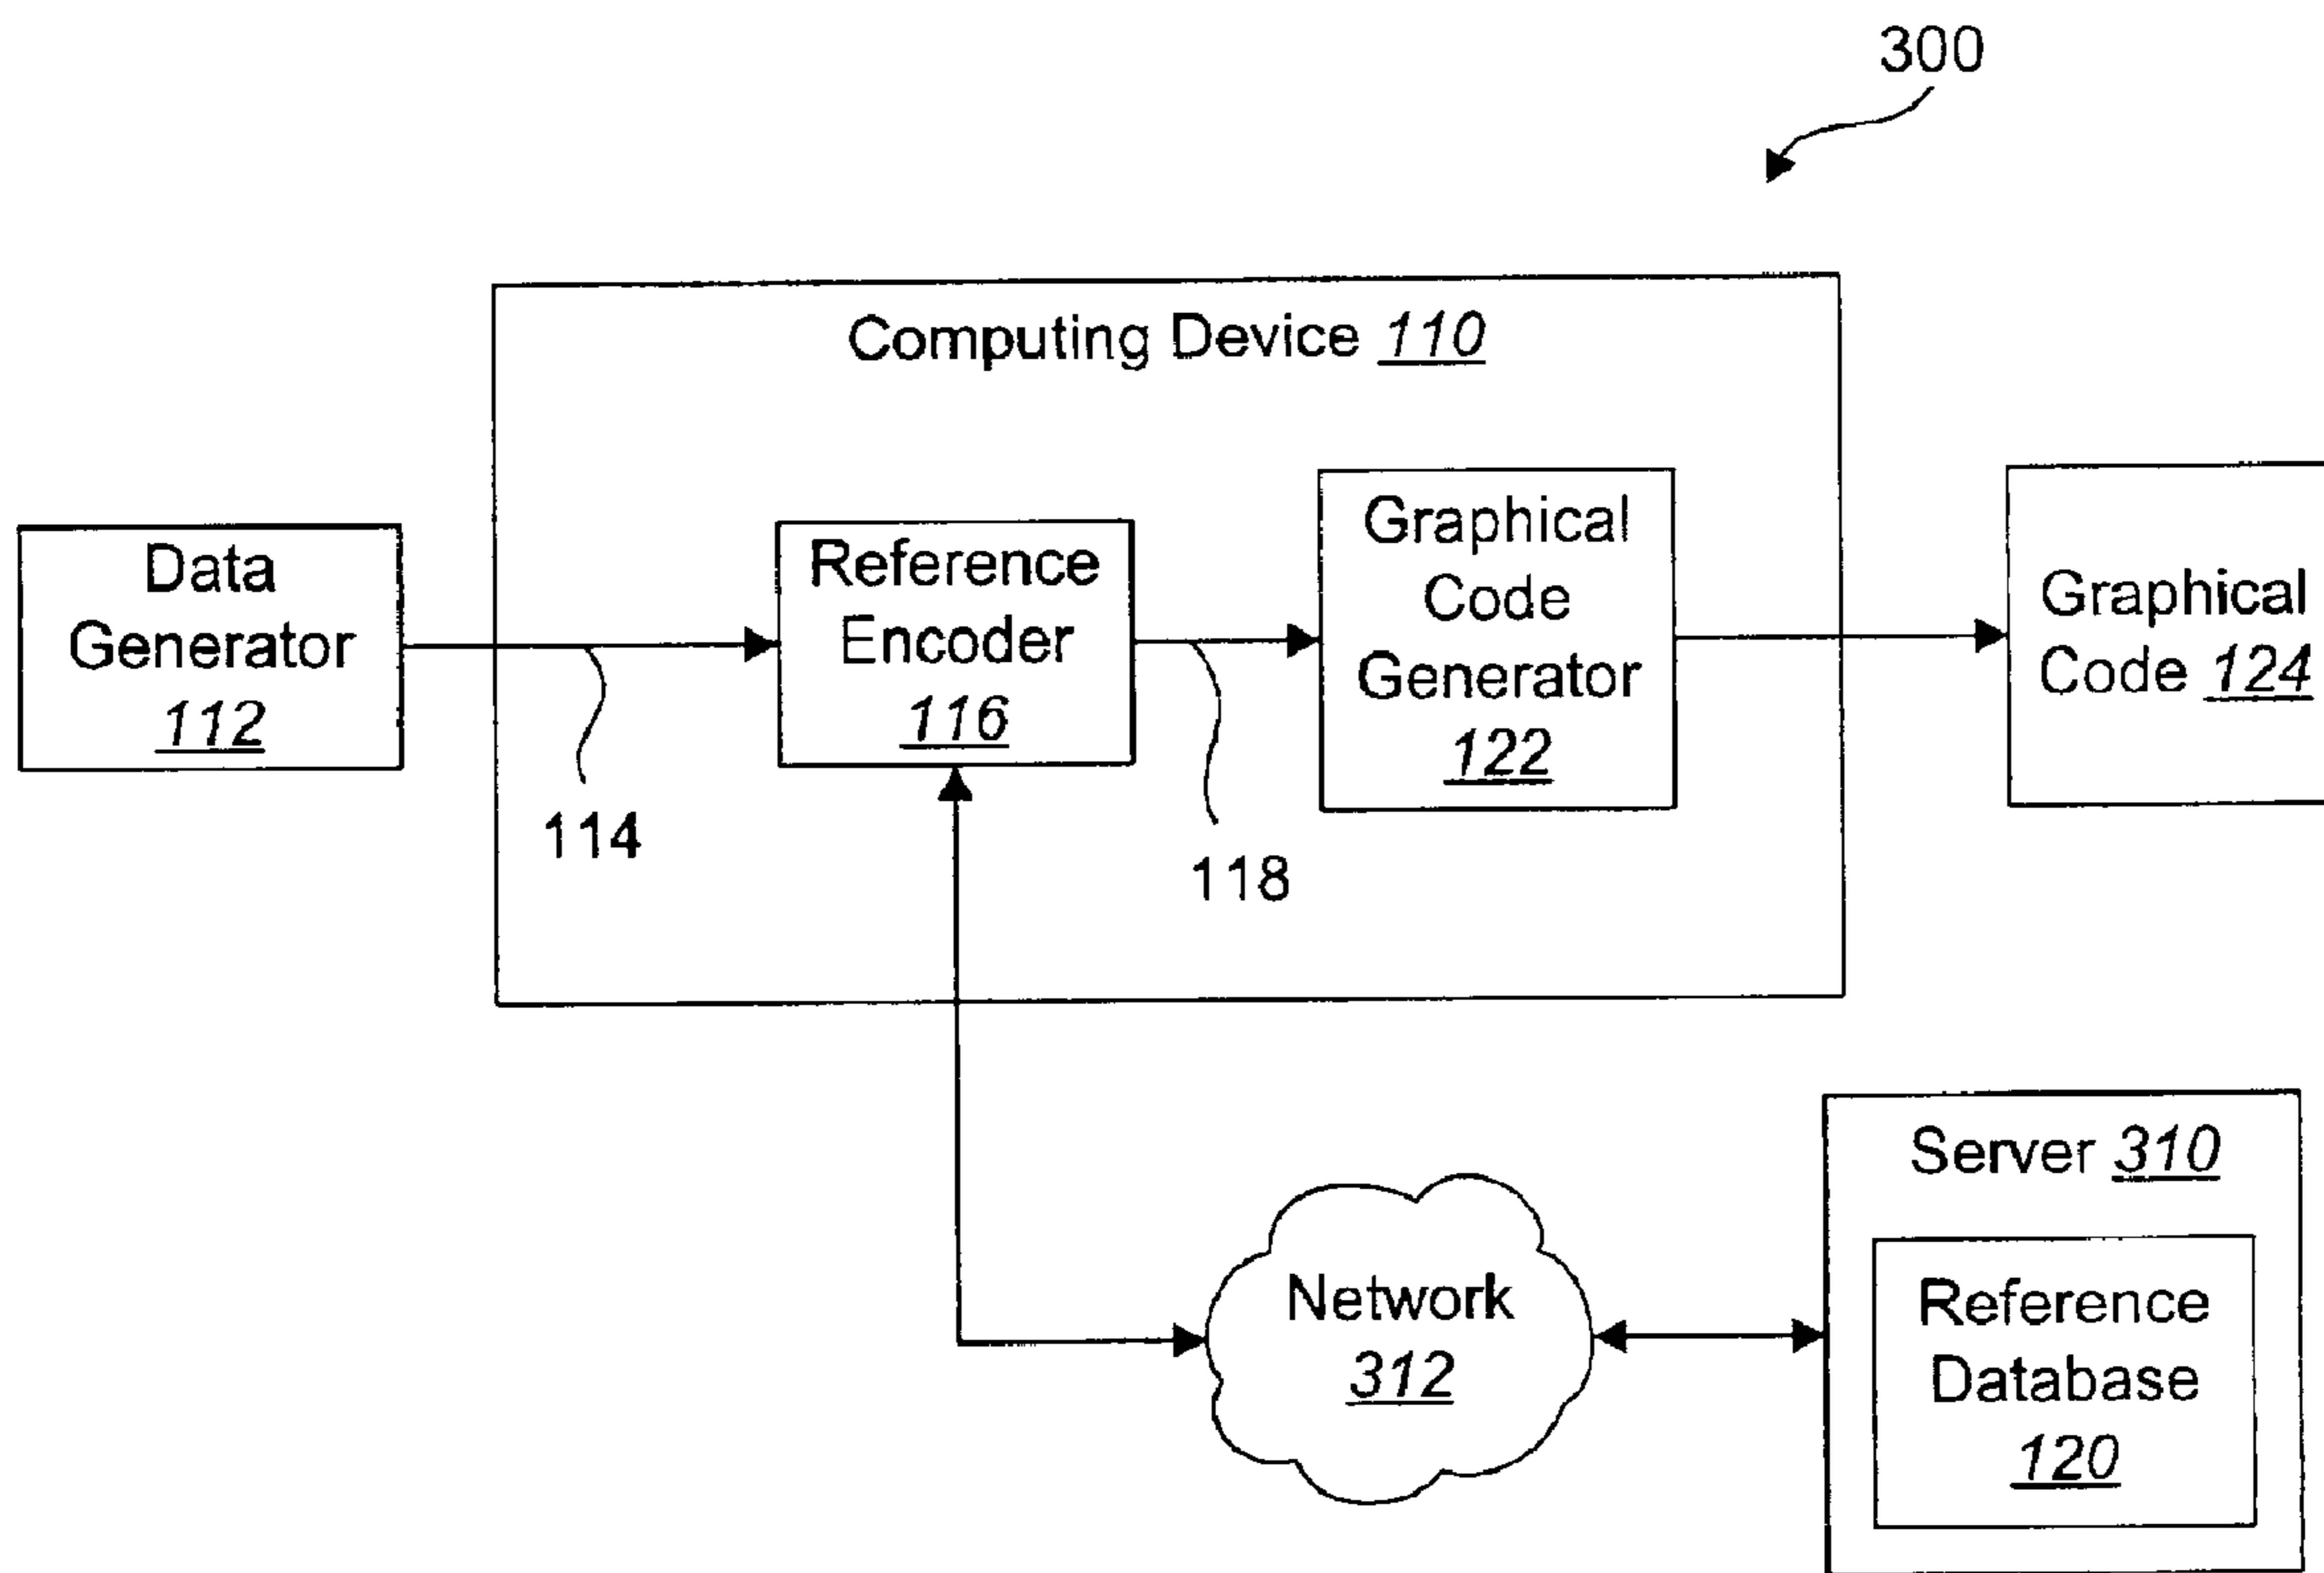 300
Computing Device 110
Data
Generator
112
Reference
Encoder
116
Graphical
Code
Generator
122
Graphical
Code 124
114
118
Server 310
Network
312
Reference
Database
120